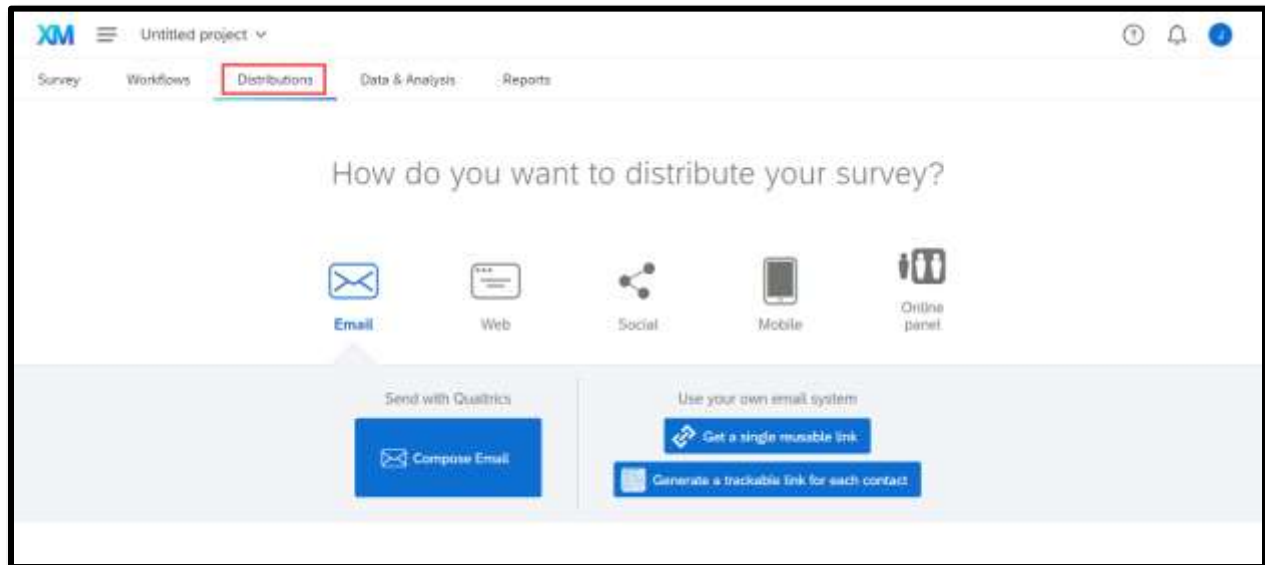 XM Untitled project
Survey Workflows Distributions Data & Analysis Reports
How do you want to distribute your survey?
Email Web Social Mobile Online
panel
Send with Qualtrics Use your own email system
Get a single reusable link
Compose Email
Generate a trackable link for each contact